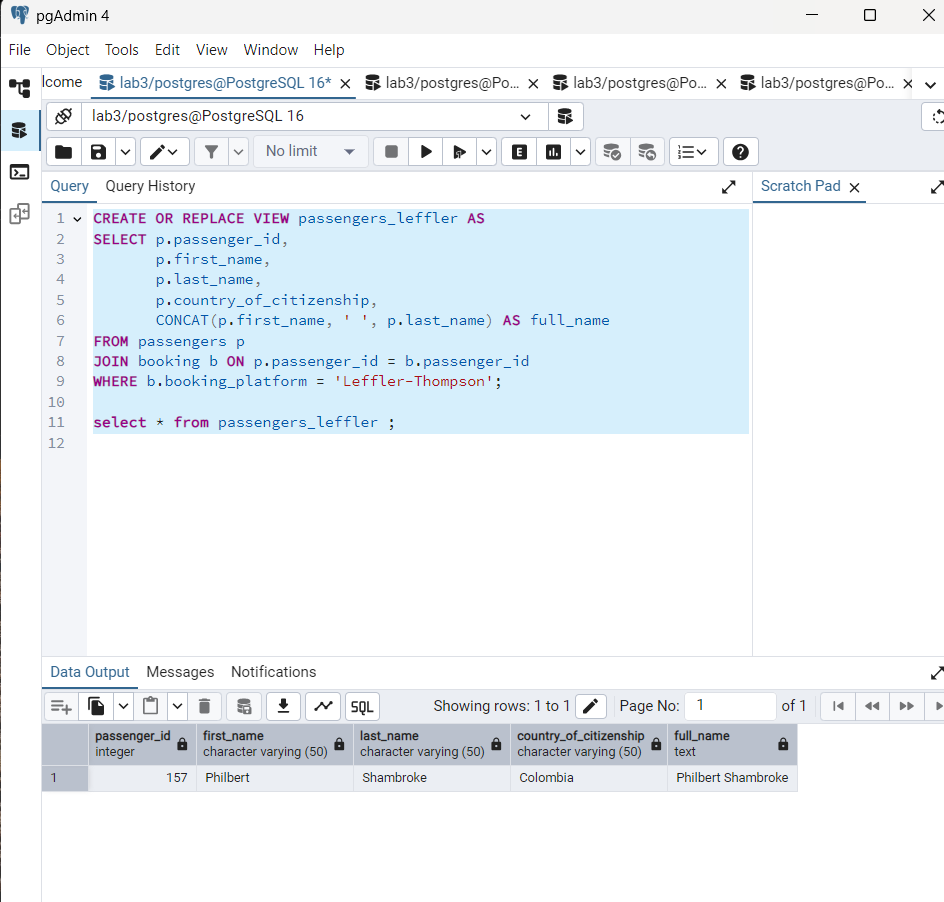 pgAdmin 4
File Object Tools Edit View Window Help
lcome lab3/postgres@PostgreSQL 16* lab3/postgres@Po... lab3/postgres@Po... lab3/postgres@Po...
lab3/postgres@PostgreSQL 16
No limit
E
Query Query History
Scratch Pad
1 CREATE OR REPLACE VIEW passengers_leffler AS
2 SELECT p.passenger_id,
3 p.first_name,
4 p.last_name,
5 p.country_of_citizenship,
6 CONCAT(p.first_name, ' ', p.last_name) AS full_name
7 FROM passengers p
8 JOIN booking b ON p.passenger_id = b.passenger_id
9 WHERE b.booking_platform = 'Leffler-Thompson';
10
11 select * from passengers_leffler ;
12
Data Output Messages Notifications
SQL Showing rows: 1 to 1 Page No: 1 of 1
passenger_id first_name last_name country_of_citizenship full_name
integer character varying (50) character varying (50) character varying (50) text
1 157 Philbert Shambroke Colombia Philbert Shambroke